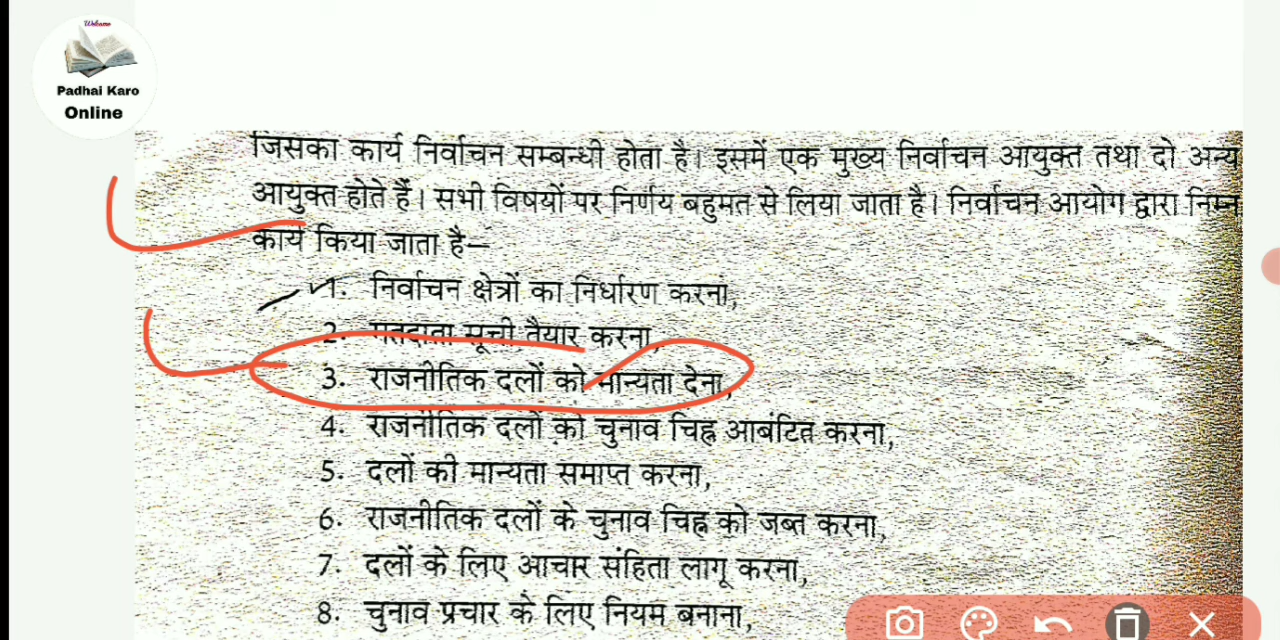 Welcome
Padhai Karo
Online
जिसका कार्य निर्वाचन सम्बन्धी होता है। इसमें एक मुख्य निर्वाचन आयुक्त तथा दो अन्य
आयुक्त होते हैं। सभी विषयों पर निर्णय बहुमत से लिया जाता है। निर्वाचन आयोग द्वारा निम्न
कार्य किया जाता है—
1. निर्वाचन क्षेत्रों का निर्धारण करना,
2. मतदाता सूची तैयार करना,
3. राजनीतिक दलों को मान्यता देना,
4. राजनीतिक दलों को चुनाव चिह्न आबंटित करना,
5. दलों की मान्यता समाप्त करना,
6. राजनीतिक दलों के चुनाव चिह्न को जब्त करना,
7. दलों के लिए आचार संहिता लागू करना,
8. चुनाव प्रचार के लिए नियम बनाना,